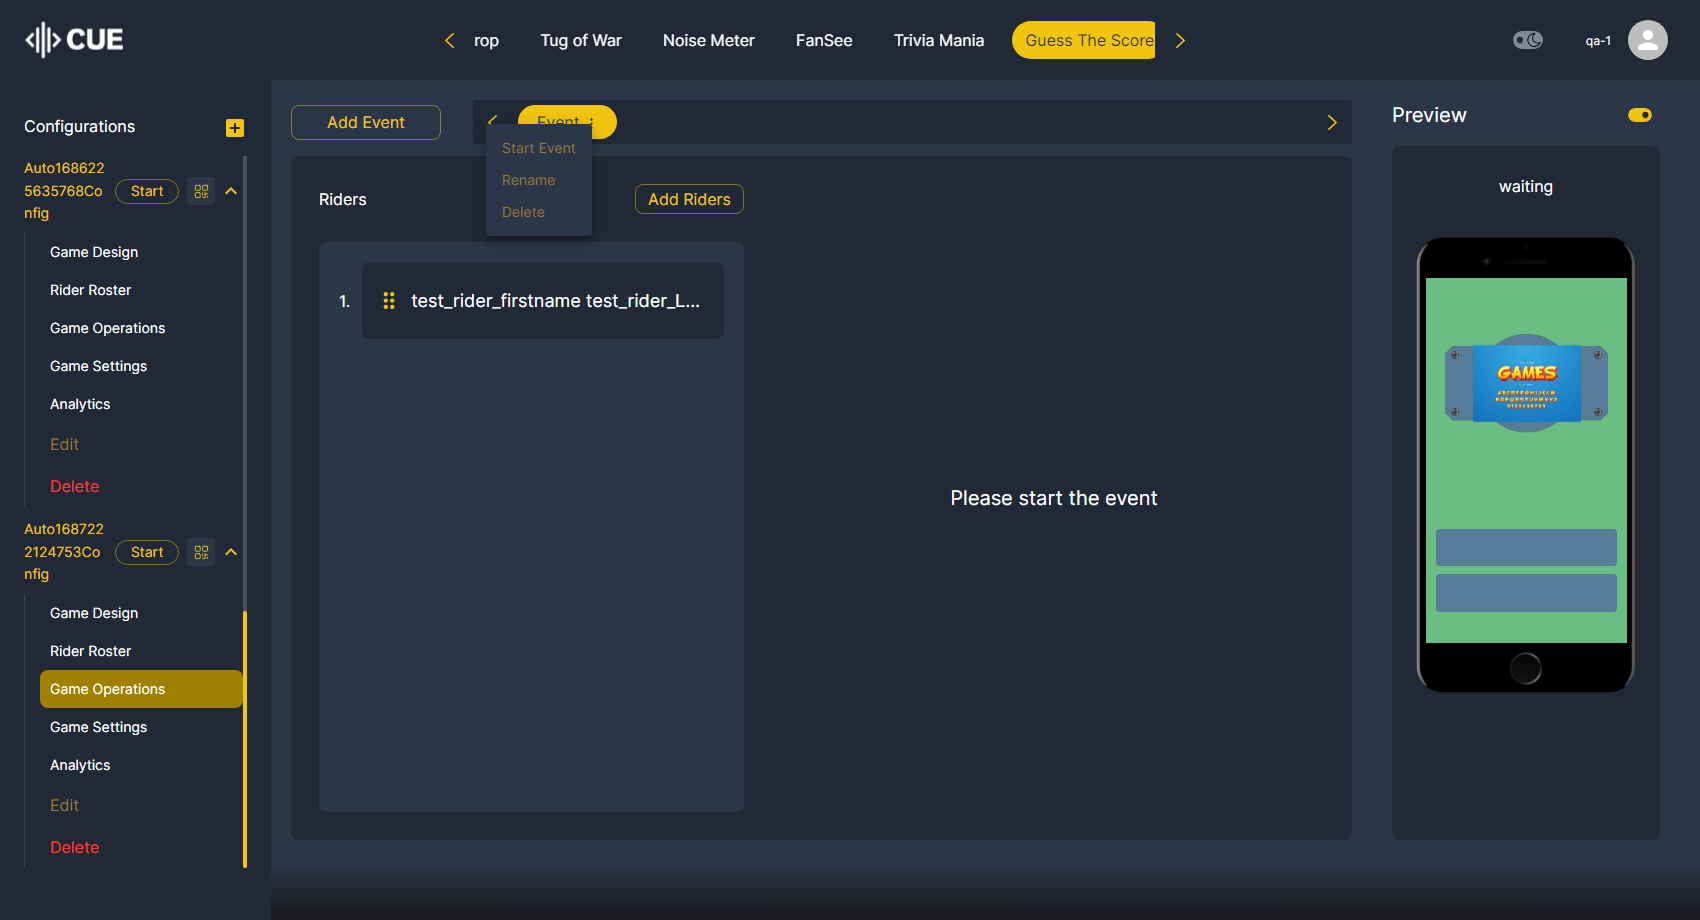 CUE
rop
Tug of War
Noise Meter
FanSee
Trivia Mania
Guess The Score
qa-1
Configurations
Auto168622
5635768Co
nfig
Start
Game Design
Rider Roster
Game Operations
Game Settings
Analytics
Edit
Delete
Auto168722
2124753Co
nfig
Start
Game Design
Rider Roster
Game Operations
Game Settings
Analytics
Edit
Delete
Add Event
Event
Start Event
Rename
Delete
Riders
Add Riders
1.
test_rider_firstname test_rider_L...
Please start the event
Preview
waiting
GAMES
ABCDEFGHIJKLM
NOPQRSTUVWXYZ
0123456789